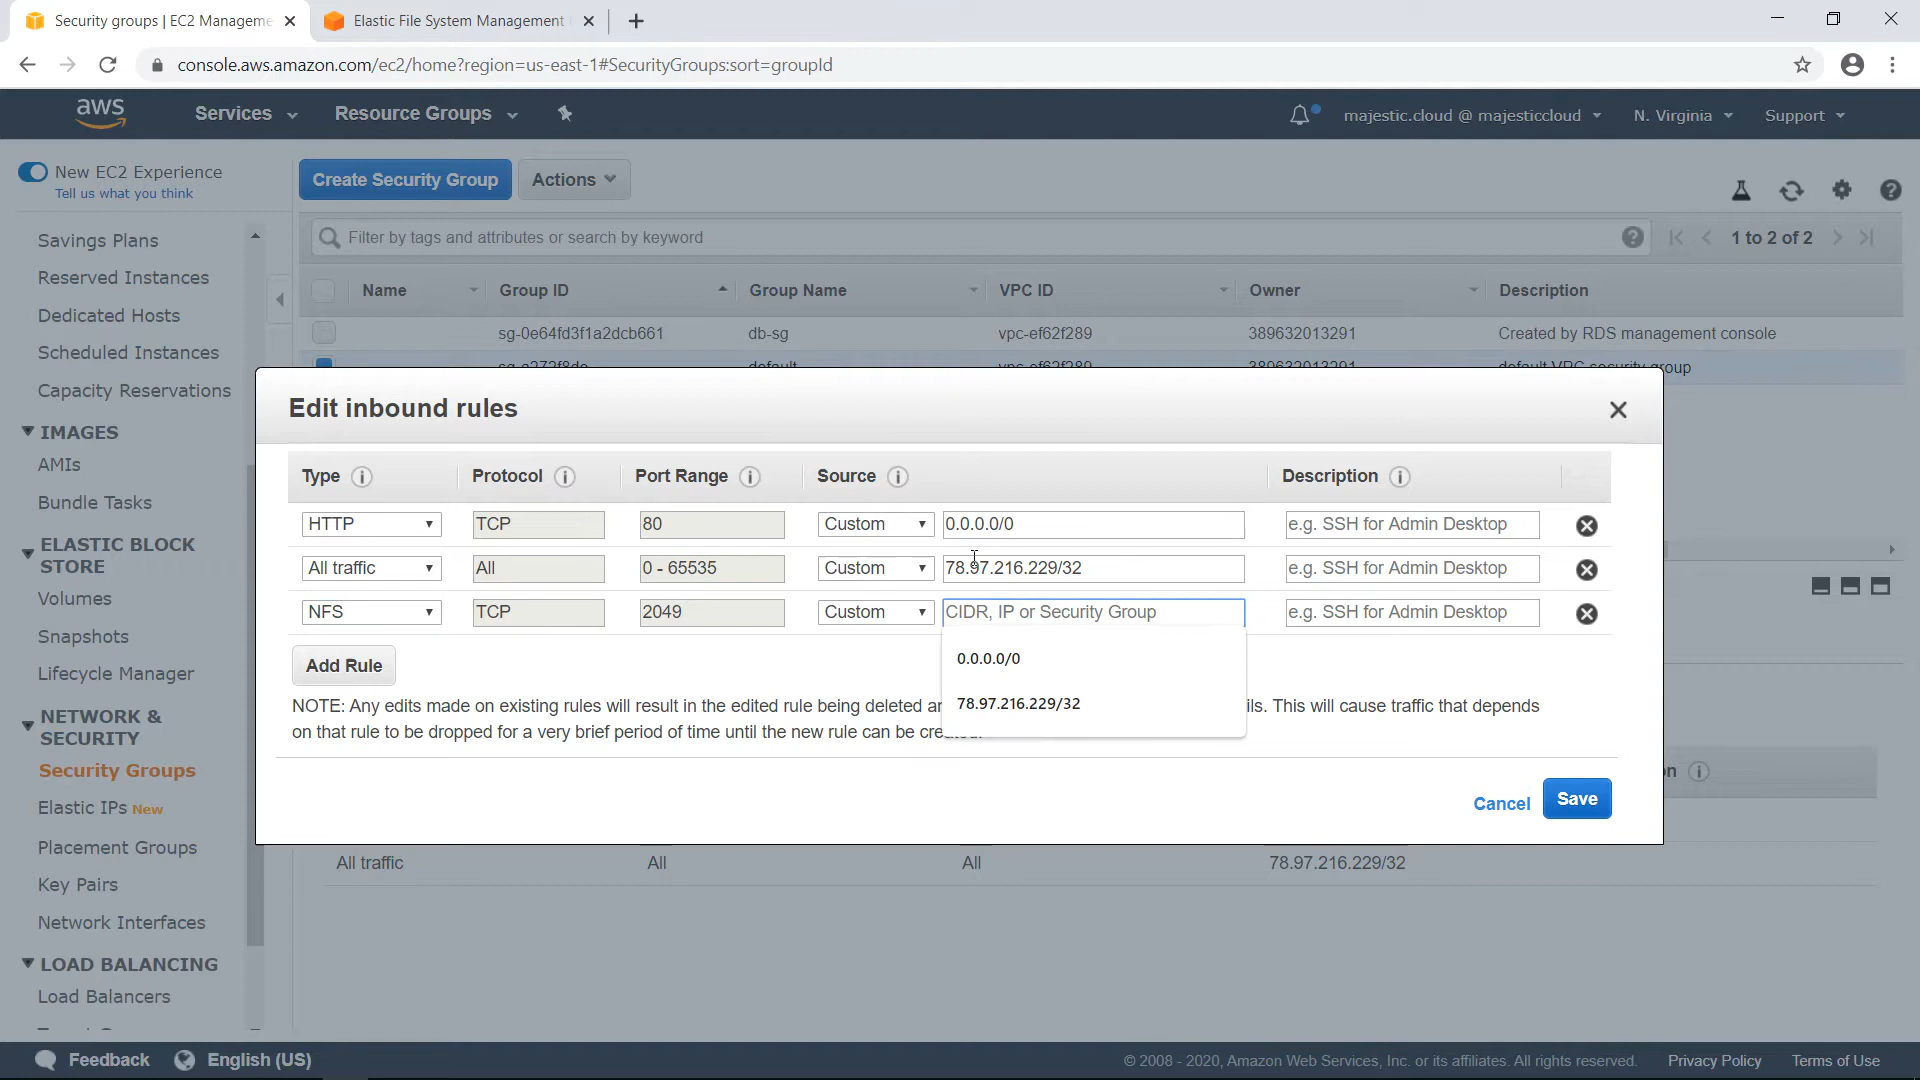 Security groups | EC2 Manageme
Elastic File System Management
console.aws.amazon.com/ec2/home?region=us-east-1#SecurityGroups:sort=groupId
aws
Services
Resource Groups
majestic.cloud @ majesticcloud
N. Virginia
Support
New EC2 Experience
Tell us what you think
Create Security Group
Actions
Filter by tags and attributes or search by keyword
1 to 2 of 2
Name
Group ID
Group Name
VPC ID
Owner
Description
sg-0e64fd3f1a2dcb661
db-sg
vpc-ef62f289
389632013291
Created by RDS management console
default
vpc-ef62f289
389632013291
default VPC security group
Savings Plans
Reserved Instances
Dedicated Hosts
Scheduled Instances
Capacity Reservations
IMAGES
AMIs
Bundle Tasks
ELASTIC BLOCK
STORE
Volumes
Snapshots
Lifecycle Manager
NETWORK &
SECURITY
Security Groups
Elastic IPs New
Placement Groups
Key Pairs
Network Interfaces
LOAD BALANCING
Load Balancers
Edit inbound rules
Type
Protocol
Port Range
Source
Description
HTTP
TCP
80
Custom
0.0.0.0/0
e.g. SSH for Admin Desktop
All traffic
All
0 - 65535
Custom
78.97.216.229/32
e.g. SSH for Admin Desktop
NFS
TCP
2049
Custom
CIDR, IP or Security Group
e.g. SSH for Admin Desktop
0.0.0.0/0
78.97.216.229/32
Add Rule
NOTE: Any edits made on existing rules will result in the edited rule being deleted ils. This will cause traffic that depends
on that rule to be dropped for a very brief period of time until the new rule can be
Cancel
Save
All traffic
All
All
78.97.216.229/32
Feedback
English (US)
© 2008 - 2020, Amazon Web Services, Inc. or its affiliates. All rights reserved.
Privacy Policy
Terms of Use